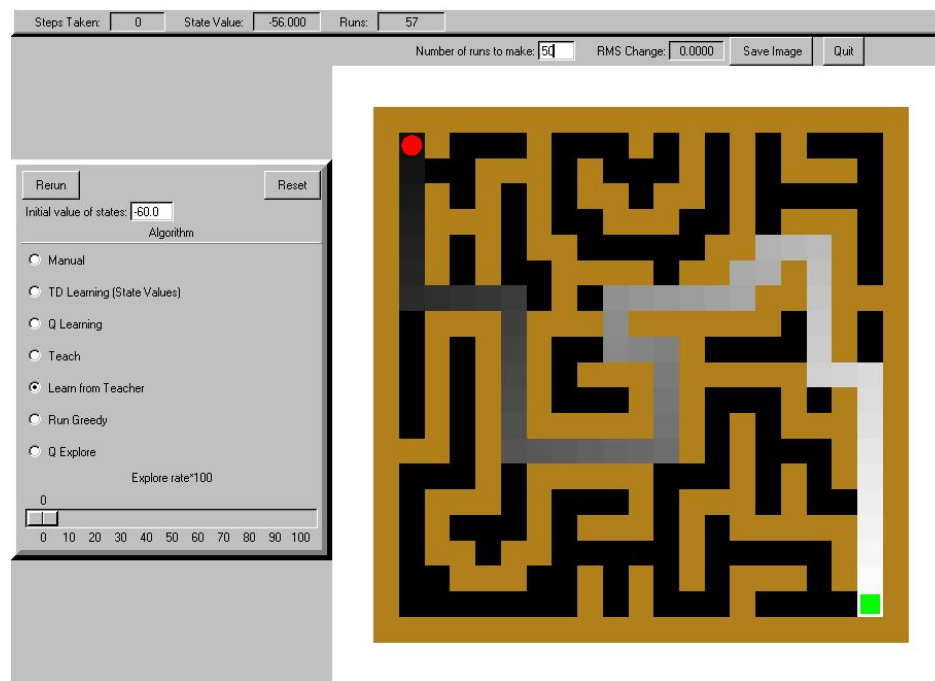 Steps Taken: 0 State Value: -56.000 Runs: 57
Number of runs to make: 50 RMS Change: 0.0000 Save Image Quit
Rerun Reset
Initial value of states: -60.0
Algorithm
Manual
TD Learning (State Values)
Q Learning
Teach
Learn from Teacher
Run Greedy
Q Explore
Explore rate*100
0
0 10 20 30 40 50 60 70 80 90 100